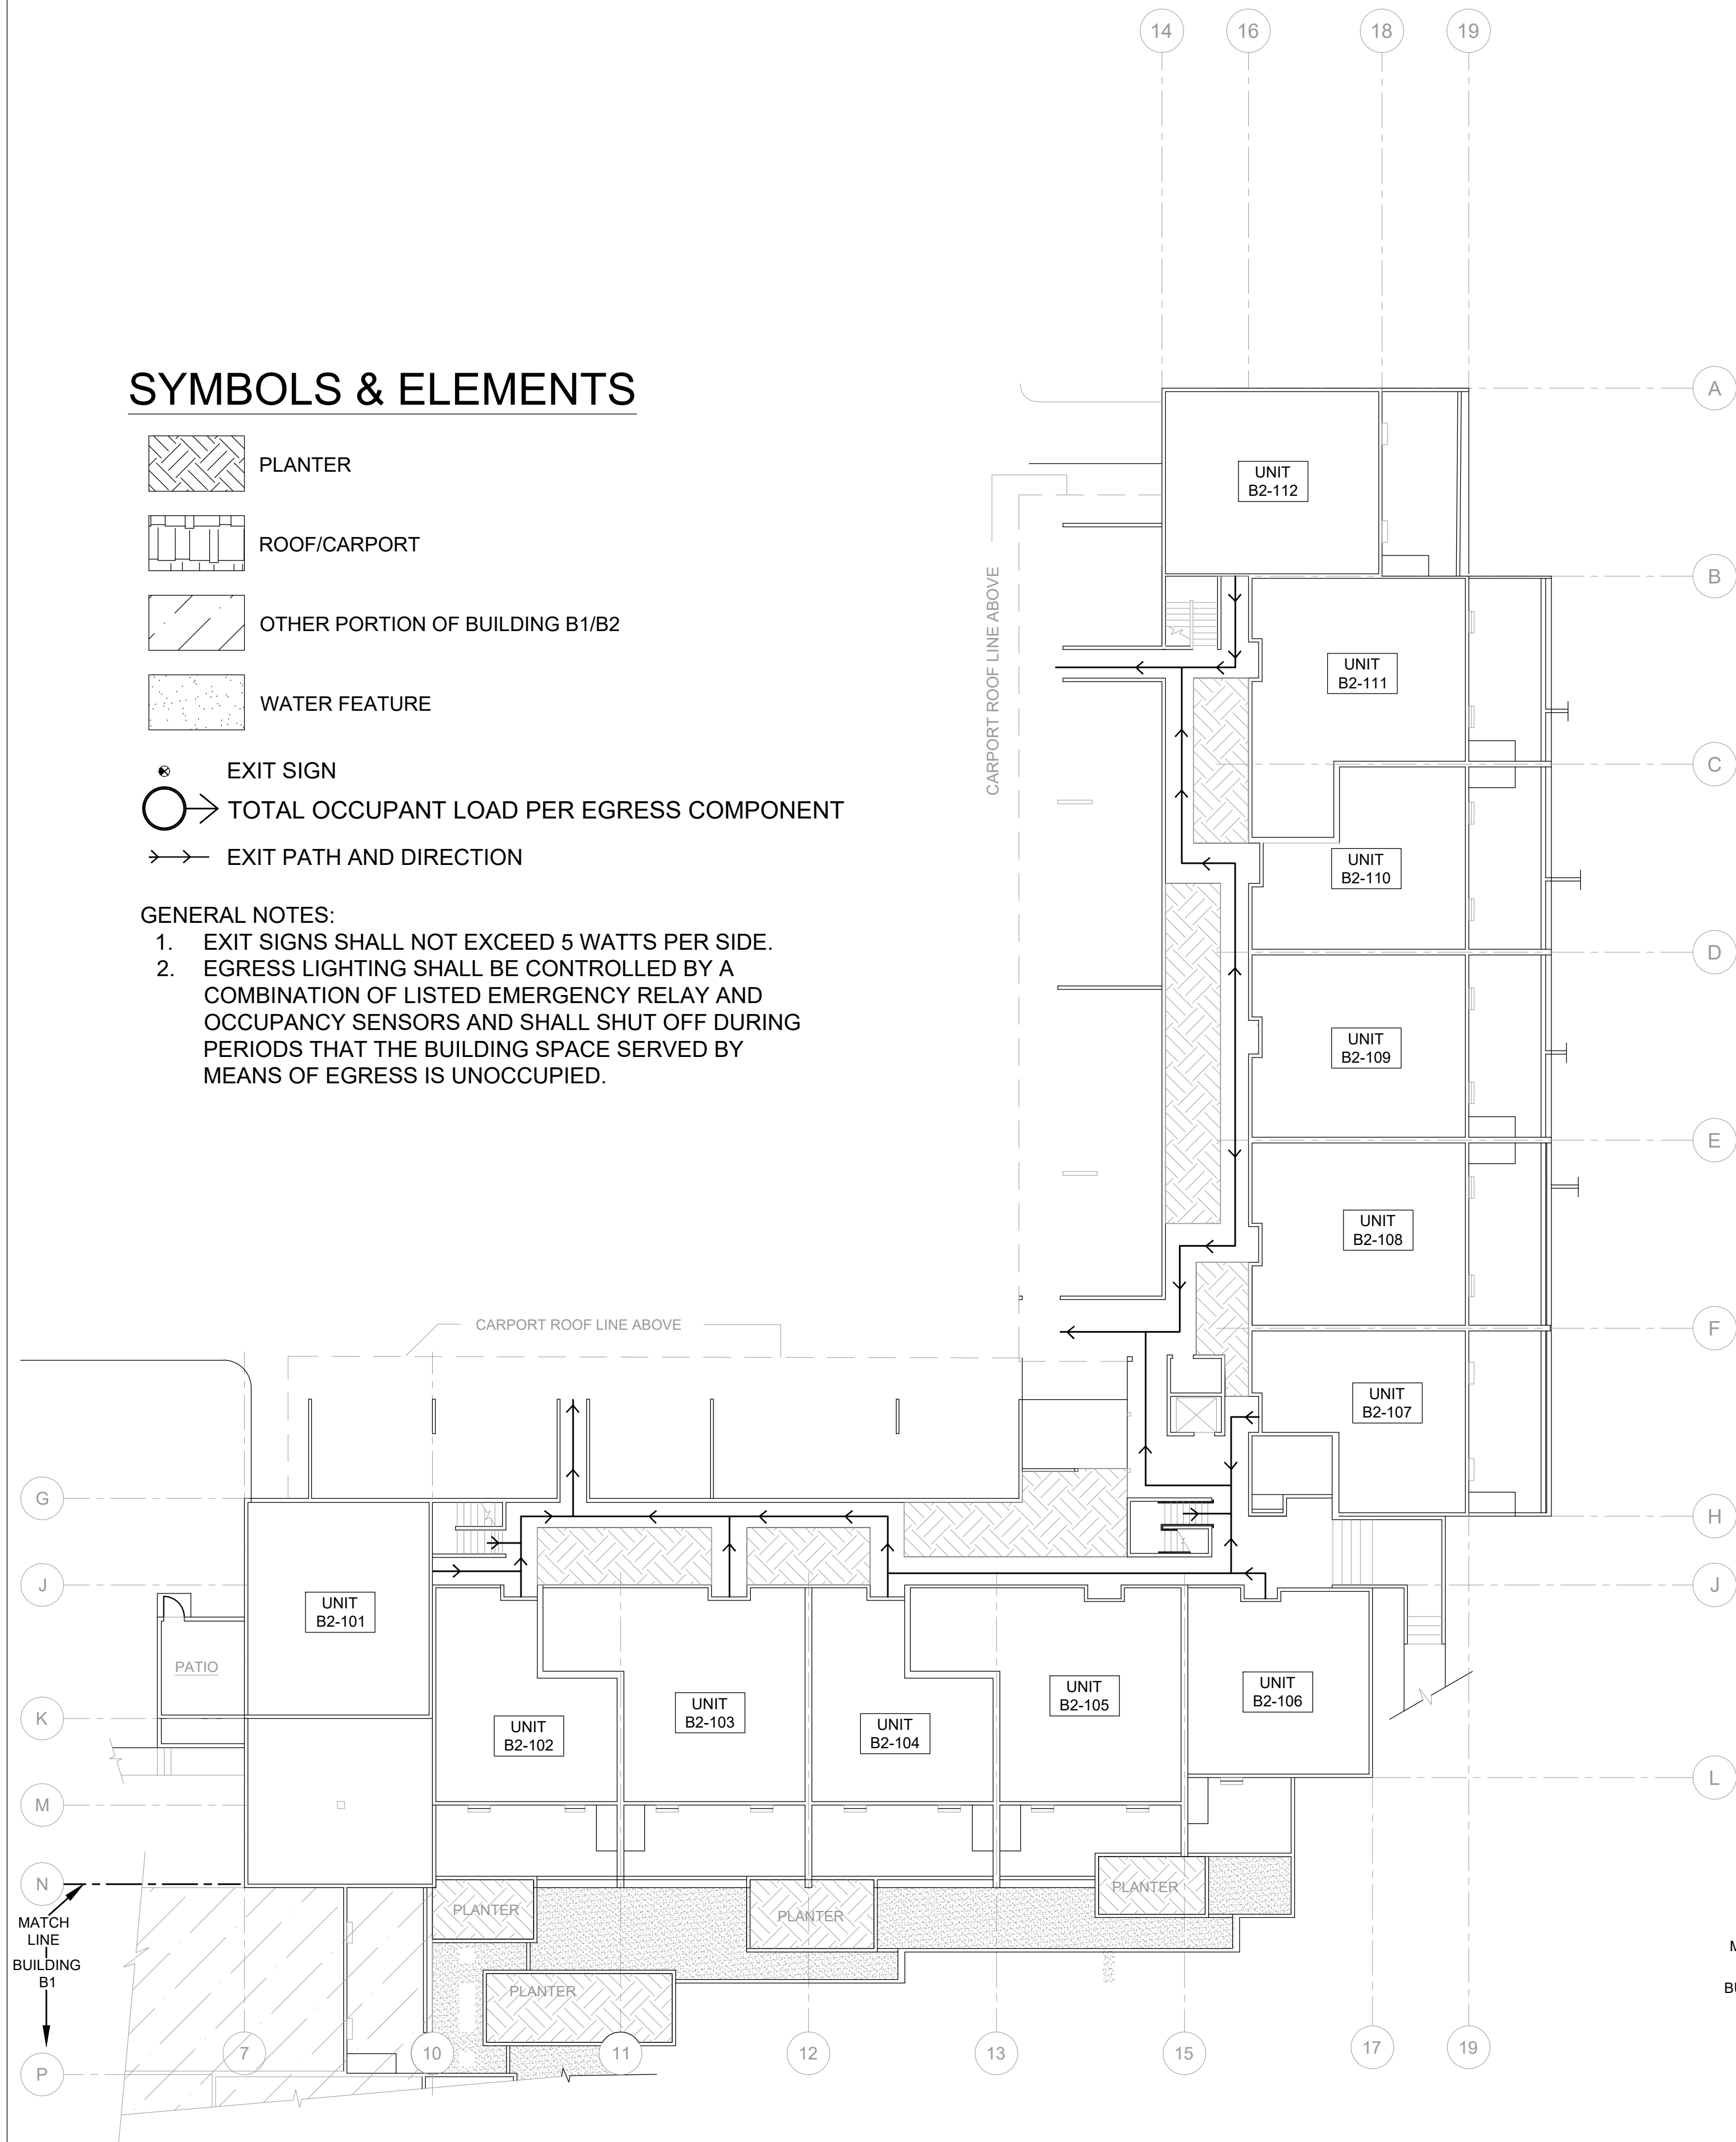 14
16
18
19
SYMBOLS & ELEMENTS
PLANTER
ROOF/CARPORT
OTHER PORTION OF BUILDING B1/B2
WATER FEATURE
EXIT SIGN
TOTAL OCCUPANT LOAD PER EGRESS COMPONENT
EXIT PATH AND DIRECTION
GENERAL NOTES:
1. EXIT SIGNS SHALL NOT EXCEED 5 WATTS PER SIDE.
2. EGRESS LIGHTING SHALL BE CONTROLLED BY A
COMBINATION OF LISTED EMERGENCY RELAY AND
OCCUPANCY SENSORS AND SHALL SHUT OFF DURING
PERIODS THAT THE BUILDING SPACE SERVED BY
MEANS OF EGRESS IS UNOCCUPIED.
A
UNIT
B2-112
B
CARPORT ROOF LINE ABOVE
UNIT
B2-111
C
UNIT
B2-110
D
UNIT
B2-109
E
UNIT
B2-108
F
CARPORT ROOF LINE ABOVE
UNIT
B2-107
G
H
J
J
UNIT
B2-101
PATIO
K
UNIT
B2-102
UNIT
B2-103
UNIT
B2-104
UNIT
B2-105
UNIT
B2-106
L
M
N
MATCH
LINE
BUILDING
B1
PLANTER
PLANTER
PLANTER
PLANTER
M
BU
P
7
10
11
12
13
15
17
19